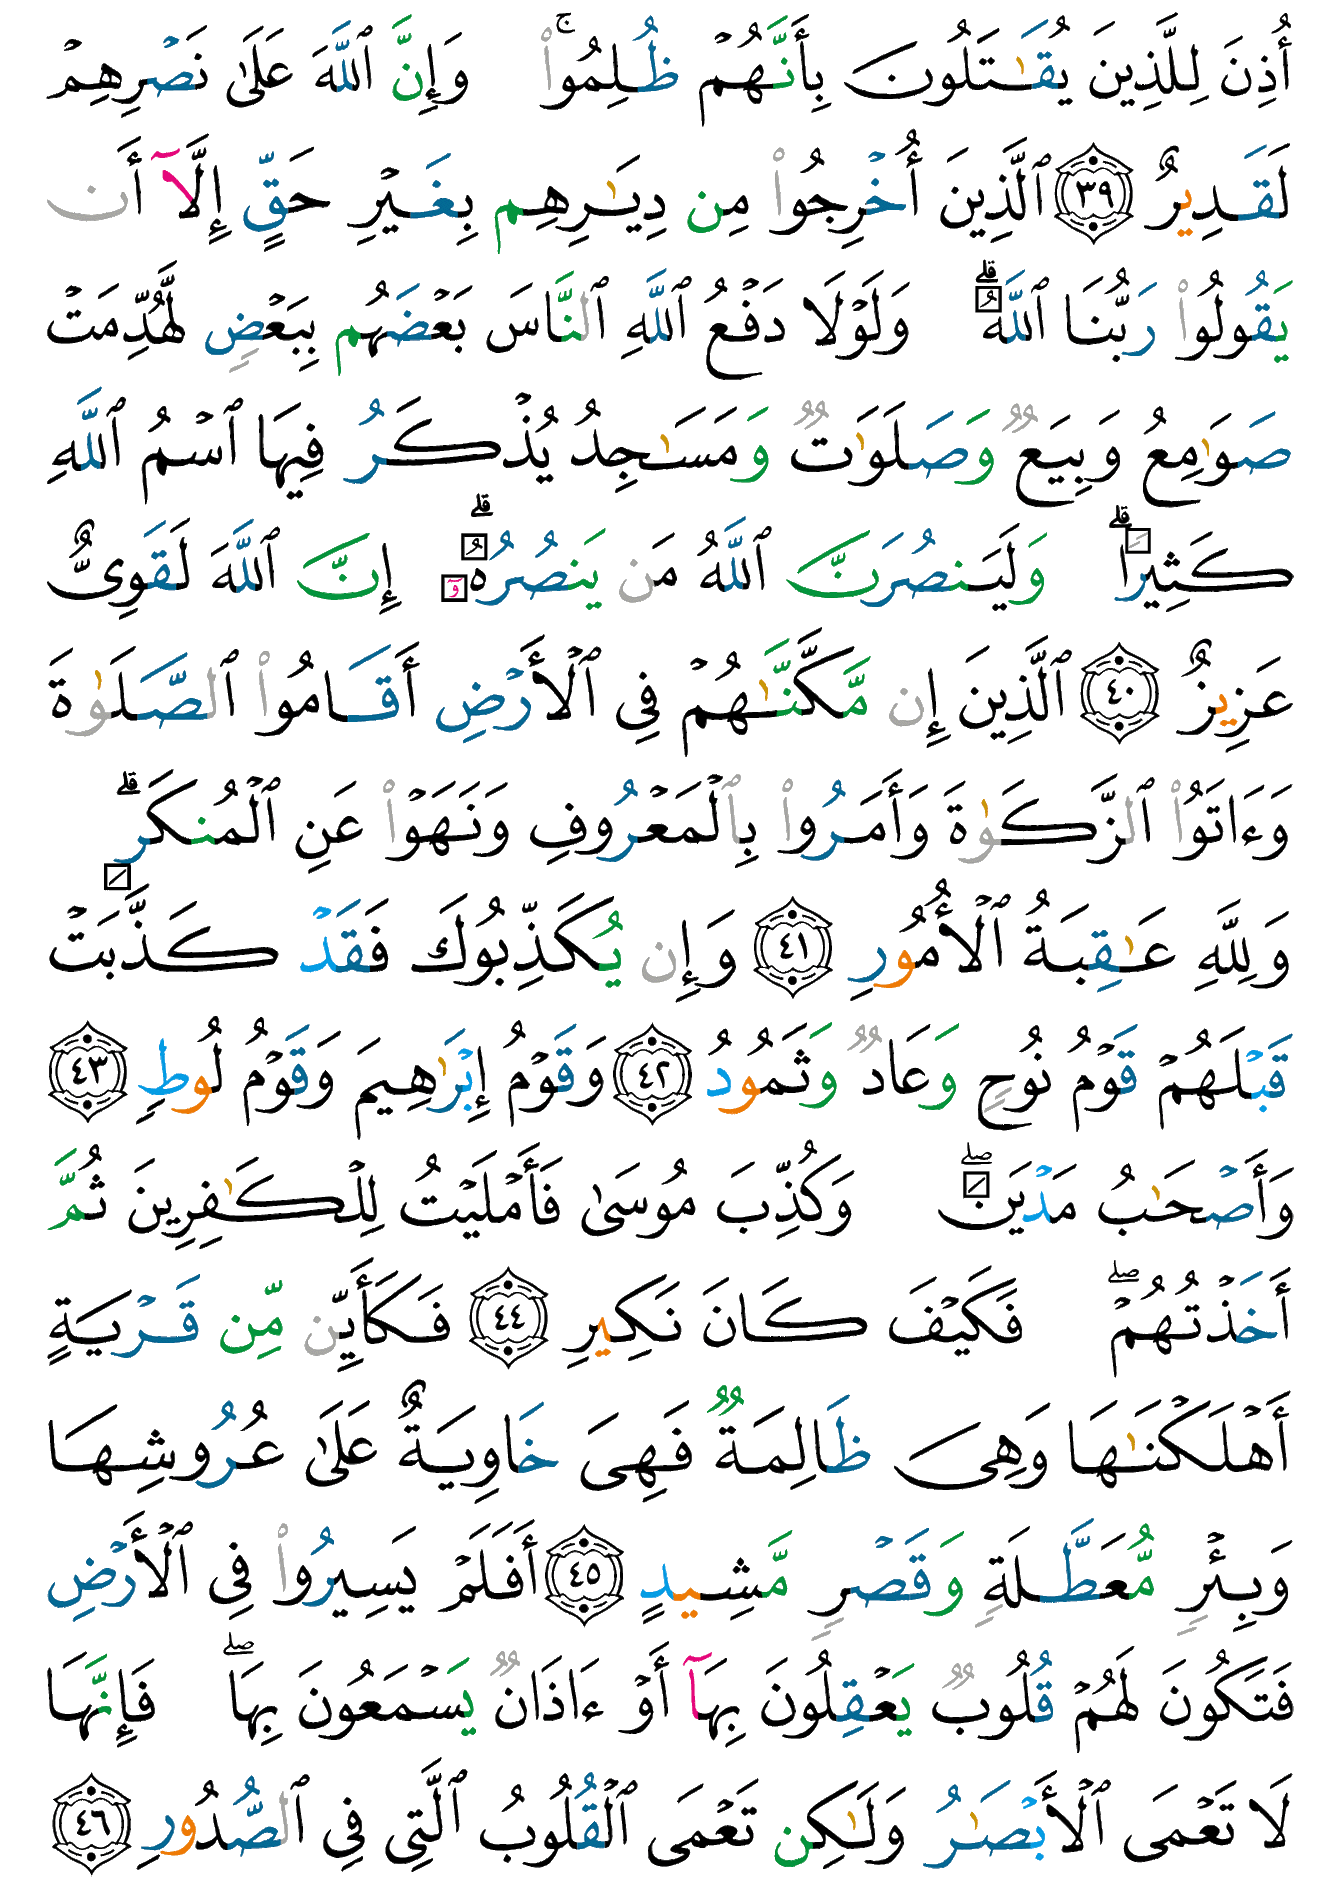 أُذِنَ لِلَّذِينَ يُقَٰتَلُونَ بِأَنَّهُمۡ ظُلِمُواْۚ وَإِنَّ ٱللَّهَ عَلَىٰ نَصۡرِهِمۡ
لَقَدِيرٌ ٣٩ ٱلَّذِينَ أُخۡرِجُواْ مِن دِيَٰرِهِم بِغَيۡرِ حَقٍّ إِلَّآ أَن
يَقُولُواْ رَبُّنَا ٱللَّهُۗ وَلَوۡلَا دَفۡعُ ٱللَّهِ ٱلنَّاسَ بَعۡضَهُم بِبَعۡضٖ لَّهُدِّمَتۡ
صَوَٰمِعُ وَبِيَعٞ وَصَلَوَٰتٞ وَمَسَٰجِدُ يُذۡكَرُ فِيهَا ٱسۡمُ ٱللَّهِ
كَثِيرٗاۗ وَلَيَنصُرَنَّ ٱللَّهُ مَن يَنصُرُهُۥٓۗ إِنَّ ٱللَّهَ لَقَوِيٌّ
عَزِيزٌ ٤٠ ٱلَّذِينَ إِن مَّكَّنَّٰهُمۡ فِي ٱلۡأَرۡضِ أَقَامُواْ ٱلصَّلَوٰةَ
وَءَاتَوُاْ ٱلزَّكَوٰةَ وَأَمَرُواْ بِٱلۡمَعۡرُوفِ وَنَهَوۡاْ عَنِ ٱلۡمُنكَرِۗ
وَلِلَّهِ عَٰقِبَةُ ٱلۡأُمُورِ ٤١ وَإِن يُكَذِّبُوكَ فَقَدۡ كَذَّبَتۡ
قَبۡلَهُمۡ قَوۡمُ نُوحٖ وَعَادٞ وَثَمُودُ ٤٢ وَقَوۡمُ إِبۡرَٰهِيمَ وَقَوۡمُ لُوطٖ ٤٣
وَأَصۡحَٰبُ مَدۡيَنَۖ وَكُذِّبَ مُوسَىٰ فَأَمۡلَيۡتُ لِلۡكَٰفِرِينَ ثُمَّ
أَخَذۡتُهُمۡۖ فَكَيۡفَ كَانَ نَكِيرِ ٤٤ فَكَأَيِّن مِّن قَرۡيَةٍ
أَهۡلَكۡنَٰهَا وَهِيَ ظَالِمَةٞ فَهِيَ خَاوِيَةٌ عَلَىٰ عُرُوشِهَا
وَبِئۡرٖ مُّعَطَّلَةٖ وَقَصۡرٖ مَّشِيدٍ ٤٥ أَفَلَمۡ يَسِيرُواْ فِي ٱلۡأَرۡضِ
فَتَكُونَ لَهُمۡ قُلُوبٞ يَعۡقِلُونَ بِهَآ أَوۡ ءَاذَانٞ يَسۡمَعُونَ بِهَاۖ فَإِنَّهَا
لَا تَعۡمَى ٱلۡأَبۡصَٰرُ وَلَٰكِن تَعۡمَى ٱلۡقُلُوبُ ٱلَّتِي فِي ٱلصُّدُورِ ٤٦